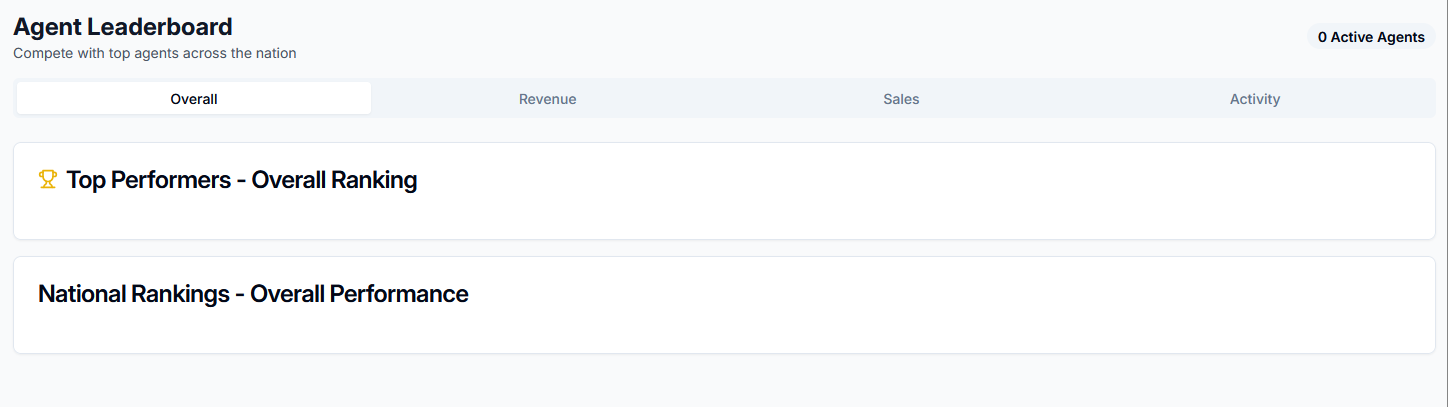 Agent Leaderboard
Compete with top agents across the nation
0 Active Agents
Overall
Revenue
Sales
Activity
Top Performers - Overall Ranking
National Rankings - Overall Performance